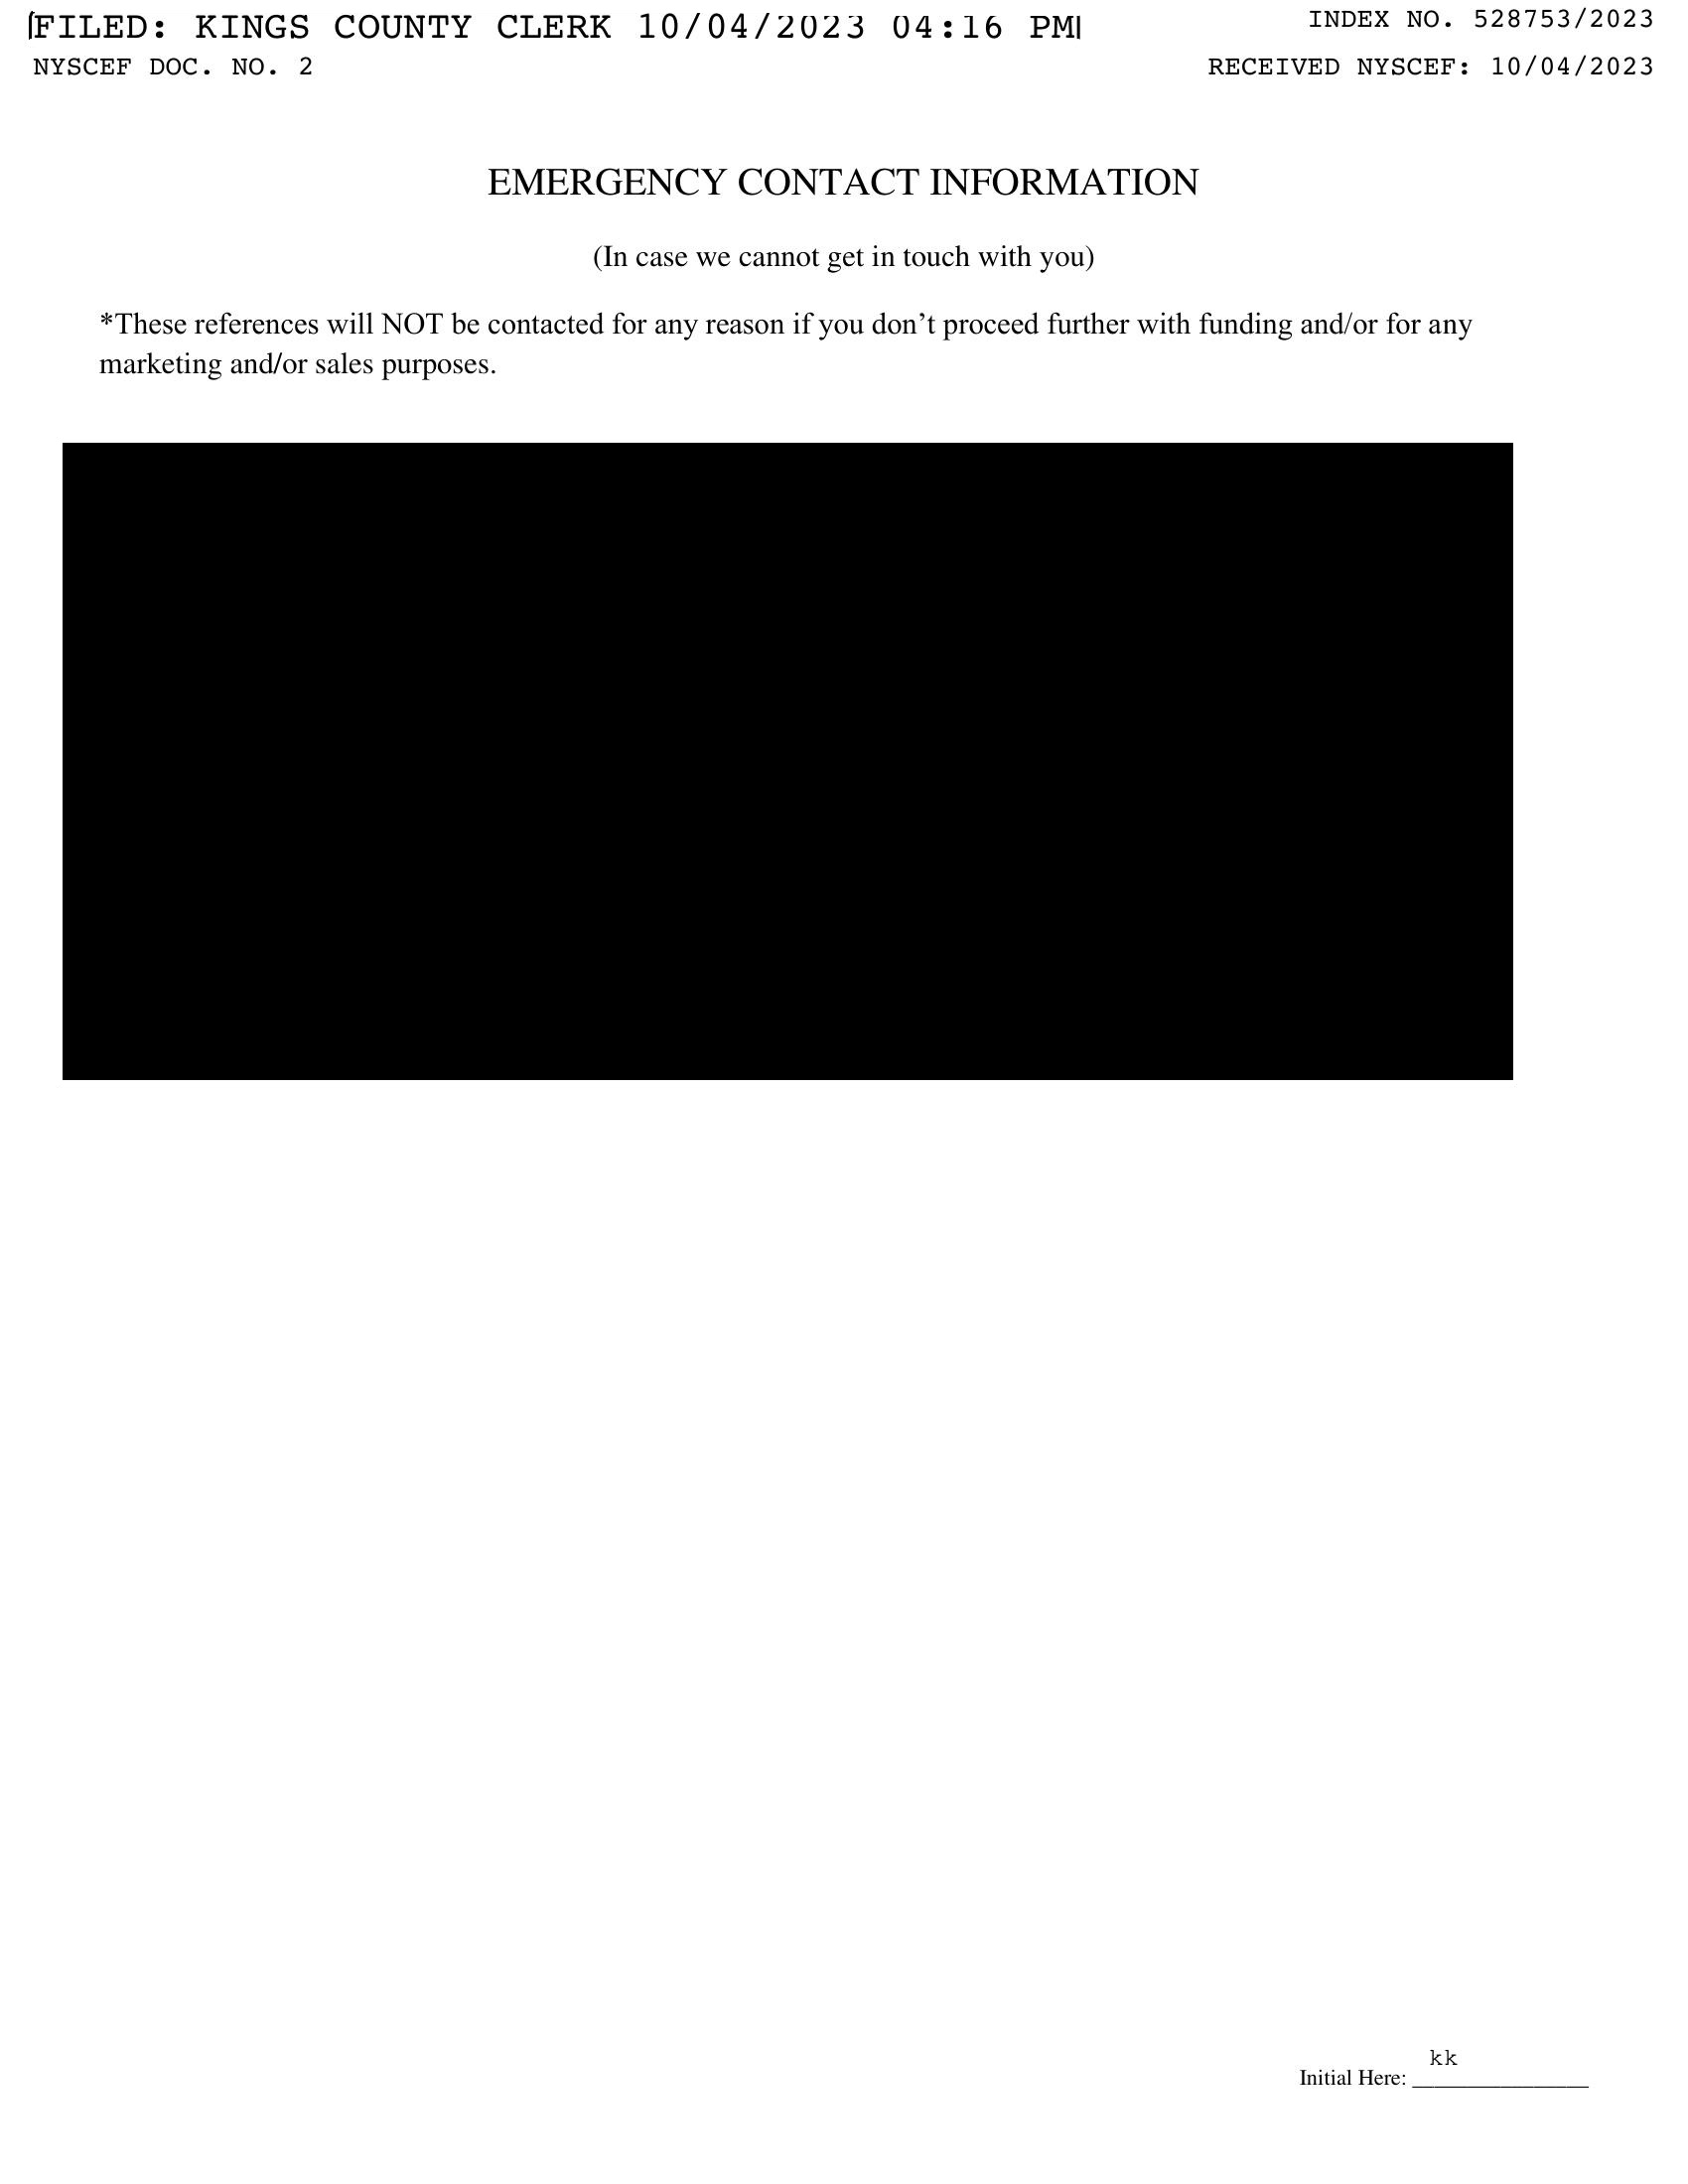 FILED: KINGS COUNTY CLERK 10/04/2023 04:16 PM
INDEX NO. 528753/2023
NYSCEF DOC. NO. 2
RECEIVED NYSCEF: 10/04/2023
EMERGENCY CONTACT INFORMATION
(In case we cannot get in touch with you)
*These references will NOT be contacted for any reason if you don’t proceed further with funding and/or for any
marketing and/or sales purposes.
kk
Initial Here: ________________